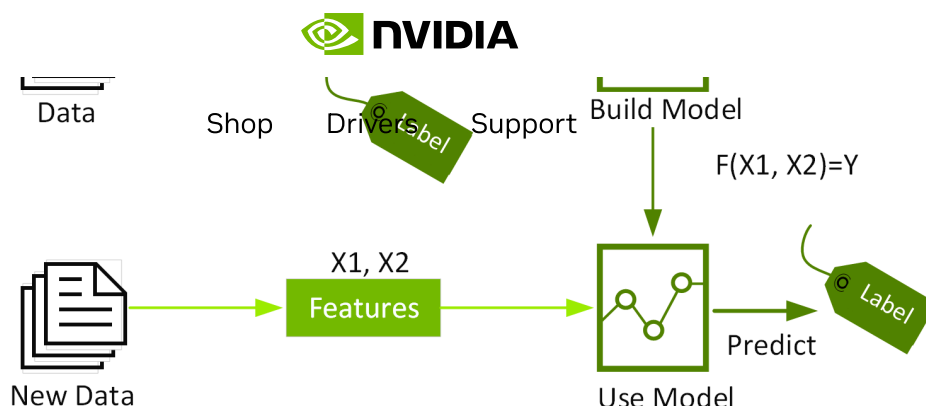 NVIDIA
Data
Shop
Drivers
Label
Support
Build Model
F(X1, X2)=Y
X1, X2
Features
Label
Predict
New Data
Use Model